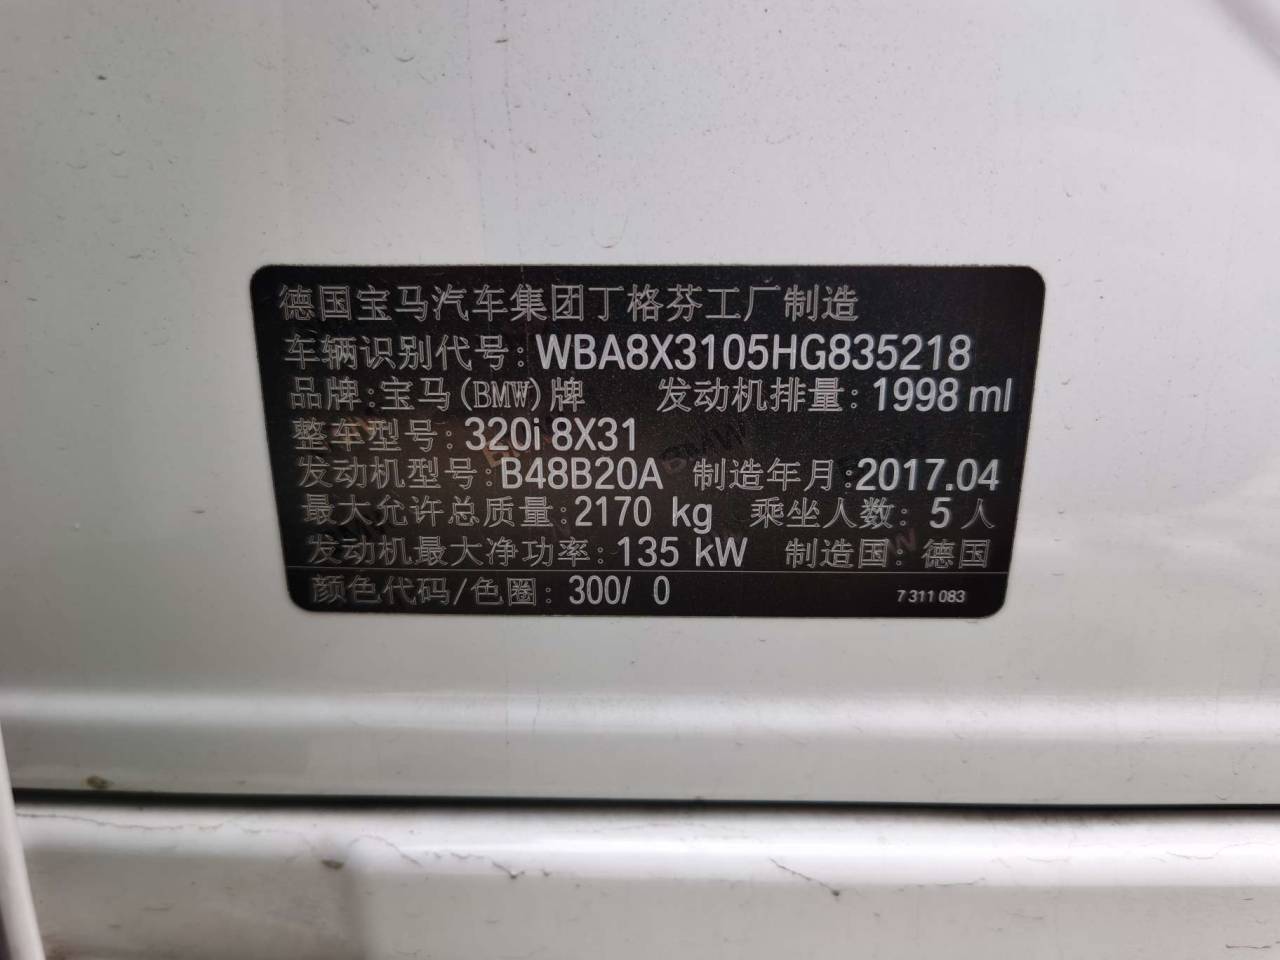 德国宝马汽车集团丁格芬工厂制造
车辆识别代号: WBA8X3105HG835218
品牌: 宝马(BMW)牌 发动机排量: 1998 ml
整车型号: 320i 8X31
发动机型号: B48B20A 制造年月: 2017.04
最大允许总质量: 2170 kg 乘坐人数: 5 人
发动机最大净功率: 135 kW 制造国: 德国
颜色代码/色圈: 300/ 0 7 311 083